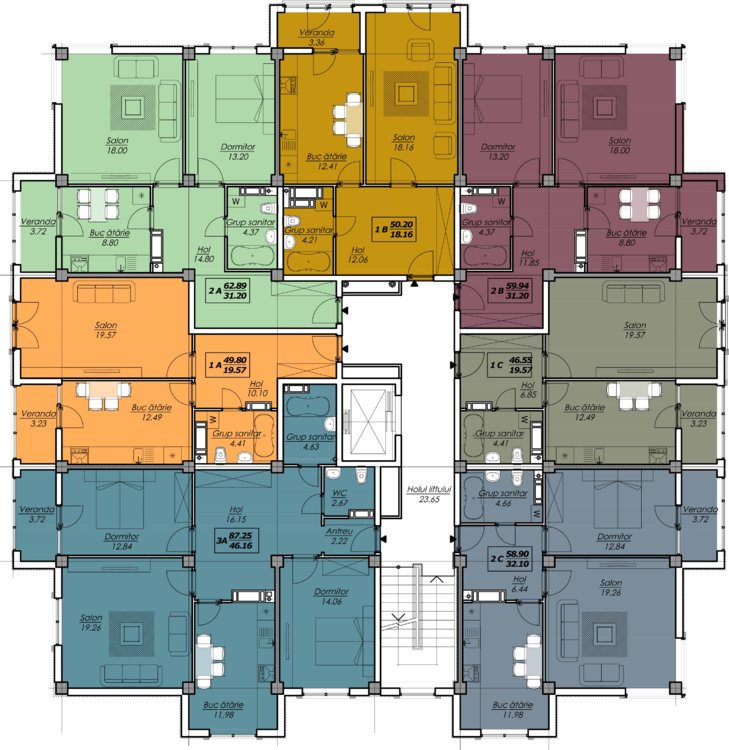 Veranda
3.36
Salon
18.00
Dormitor
13.20
Buc ătărie
12.41
Salon
18.16
Dormitor
13.20
Salon
18.00
Veranda
3.72
Buc ătărie
8.80
Hol
14.80
W
Grup sanitar
4.37
W
Grup sanitar
4.21
Hol
12.06
1 B
50.20
18.16
W
Grup sanitar
4.37
Hol
11.85
Buc ătărie
8.80
Veranda
3.72
2 A
62.89
31.20
2 B
59.94
31.20
Salon
19.57
1 A
49.80
19.57
Hol
10.10
1 C
46.55
19.57
Hol
6.85
Salon
19.57
Veranda
3.23
Buc ătărie
12.49
W
Grup sanitar
4.41
Grup sanitar
4.63
W
Grup sanitar
4.41
Buc ătărie
12.49
Veranda
3.23
Veranda
3.72
Dormitor
12.84
Hol
16.15
3A
87.25
46.16
WC
2.67
W
Antreu
2.22
Holul liftului
23.65
Grup sanitar
4.66
W
2 C
58.90
32.10
Hol
6.44
Dormitor
12.84
Veranda
3.72
Salon
19.26
Dormitor
14.06
Salon
19.26
Buc ătărie
11.98
Buc ătărie
11.98